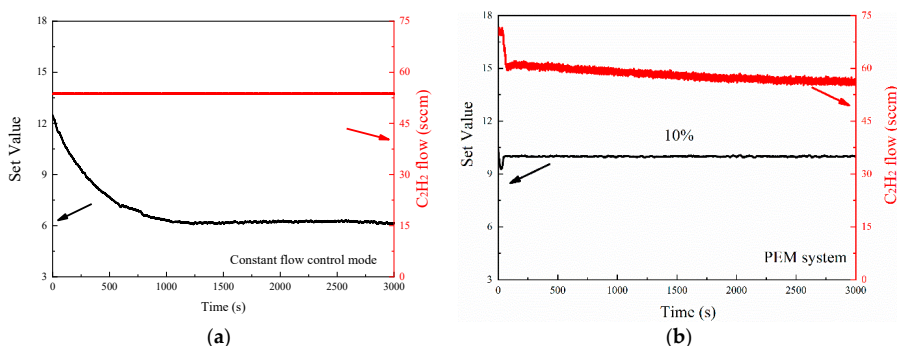 18
15
12
9
6
3
Set Value
75
60
45
30
15
0
C2H2 flow (sccm)
Constant flow control mode
0 500 1000 1500 2000 2500 3000
Time (s)
(a)
18
15
12
9
6
3
Set Value
75
60
45
30
15
0
C2H2 flow (sccm)
10%
PEM system
0 500 1000 1500 2000 2500 3000
Time (s)
(b)